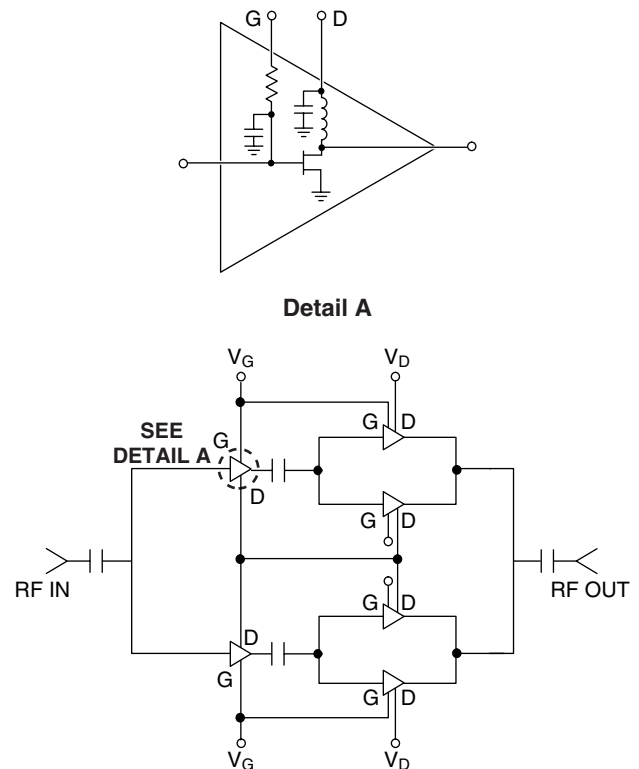 G D
Detail A
VG VD
SEE
DETAIL A
G
G D
D
G D
RF IN RF OUT
G D
D
G
G D
VG VD